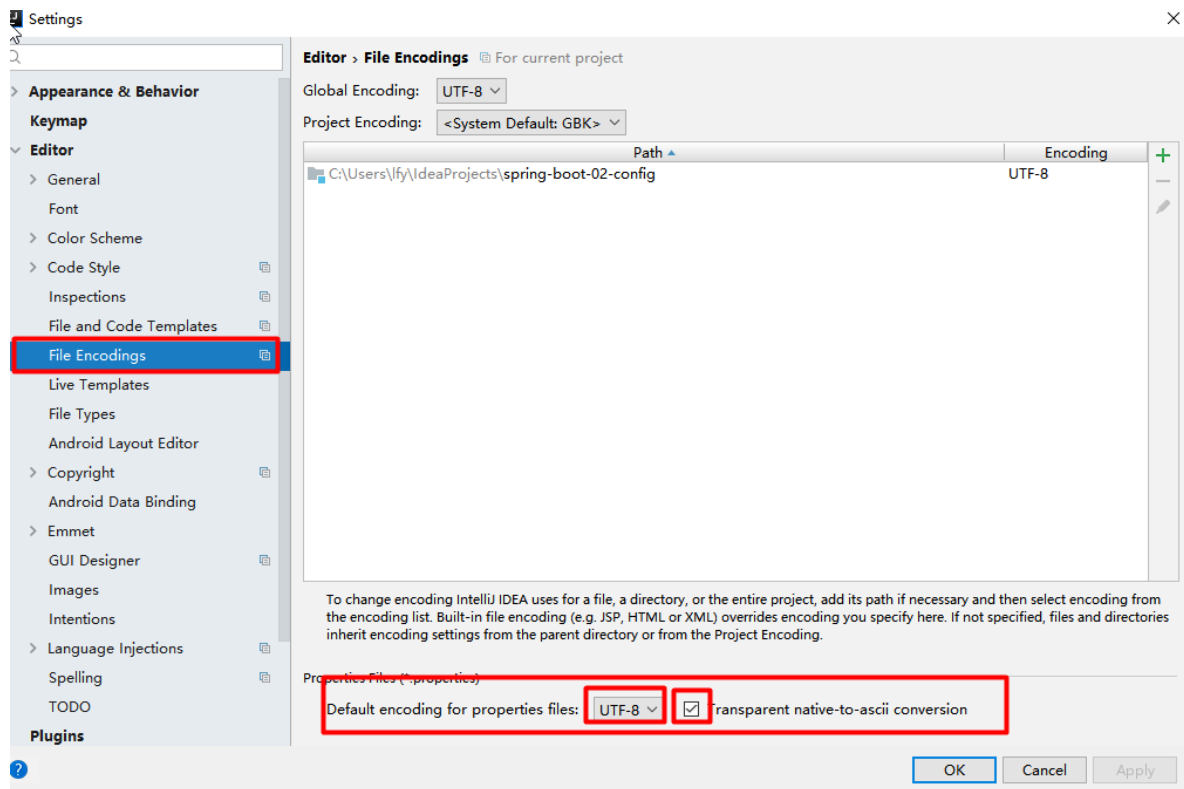 Settings
Appearance & Behavior
Keymap
Editor
General
Font
Color Scheme
Code Style
Inspections
File and Code Templates
File Encodings
Live Templates
File Types
Android Layout Editor
Copyright
Android Data Binding
Emmet
GUI Designer
Images
Intentions
Language Injections
Spelling
TODO
Plugins
?
Editor › File Encodings For current project
Global Encoding: UTF-8
Project Encoding: <System Default: GBK>
Path Encoding
C:\Users\lfy\IdeaProjects\spring-boot-02-config UTF-8
To change encoding IntelliJ IDEA uses for a file, a directory, or the entire project, add its path if necessary and then select encoding from
the encoding list. Built-in file encoding (e.g. JSP, HTML or XML) overrides encoding you specify here. If not specified, files and directories
inherit encoding settings from the parent directory or from the Project Encoding.
Properties Files (*.properties)
Default encoding for properties files: UTF-8 Transparent native-to-ascii conversion
OK Cancel Apply